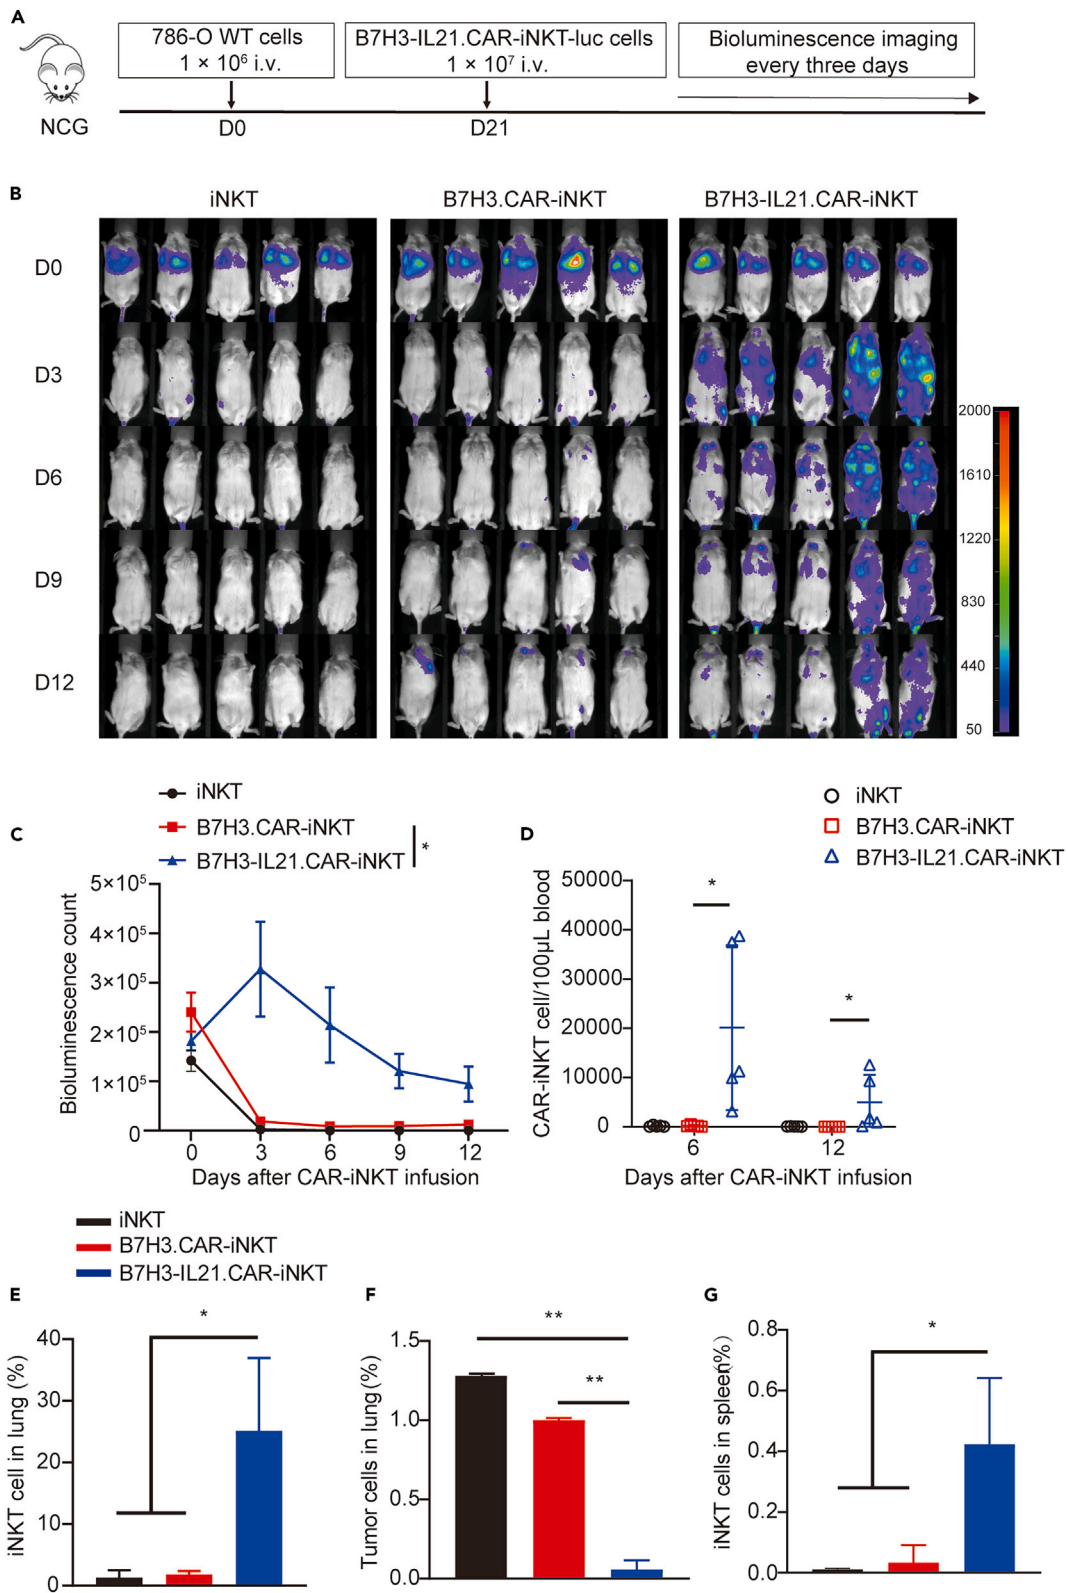 A
786-O WT cells
1 × 10⁶ i.v.
B7H3-IL21.CAR-iNKT-luc cells
1 × 10⁷ i.v.
Bioluminescence imaging
every three days
NCG
D0
D21
B
iNKT
B7H3.CAR-iNKT
B7H3-IL21.CAR-iNKT
D0
D3
D6
D9
D12
2000
1610
1220
830
440
50
C
iNKT
B7H3.CAR-iNKT
B7H3-IL21.CAR-iNKT
*
Bioluminescence count
5×10⁵
4×10⁵
3×10⁵
2×10⁵
1×10⁵
0
0 3 6 9 12
Days after CAR-iNKT infusion
D
iNKT
B7H3.CAR-iNKT
B7H3-IL21.CAR-iNKT
CAR-iNKT cell/100µL blood
50000
40000
30000
20000
10000
0
*
*
6 12
Days after CAR-iNKT infusion
iNKT
B7H3.CAR-iNKT
B7H3-IL21.CAR-iNKT
E
iNKT cell in lung (%)
40
30
20
10
0
*
F
Tumor cells in lung (%)
1.5
1.0
0.5
0.0
**
**
G
iNKT cells in spleen(%)
0.8
0.6
0.4
0.2
0.0
*